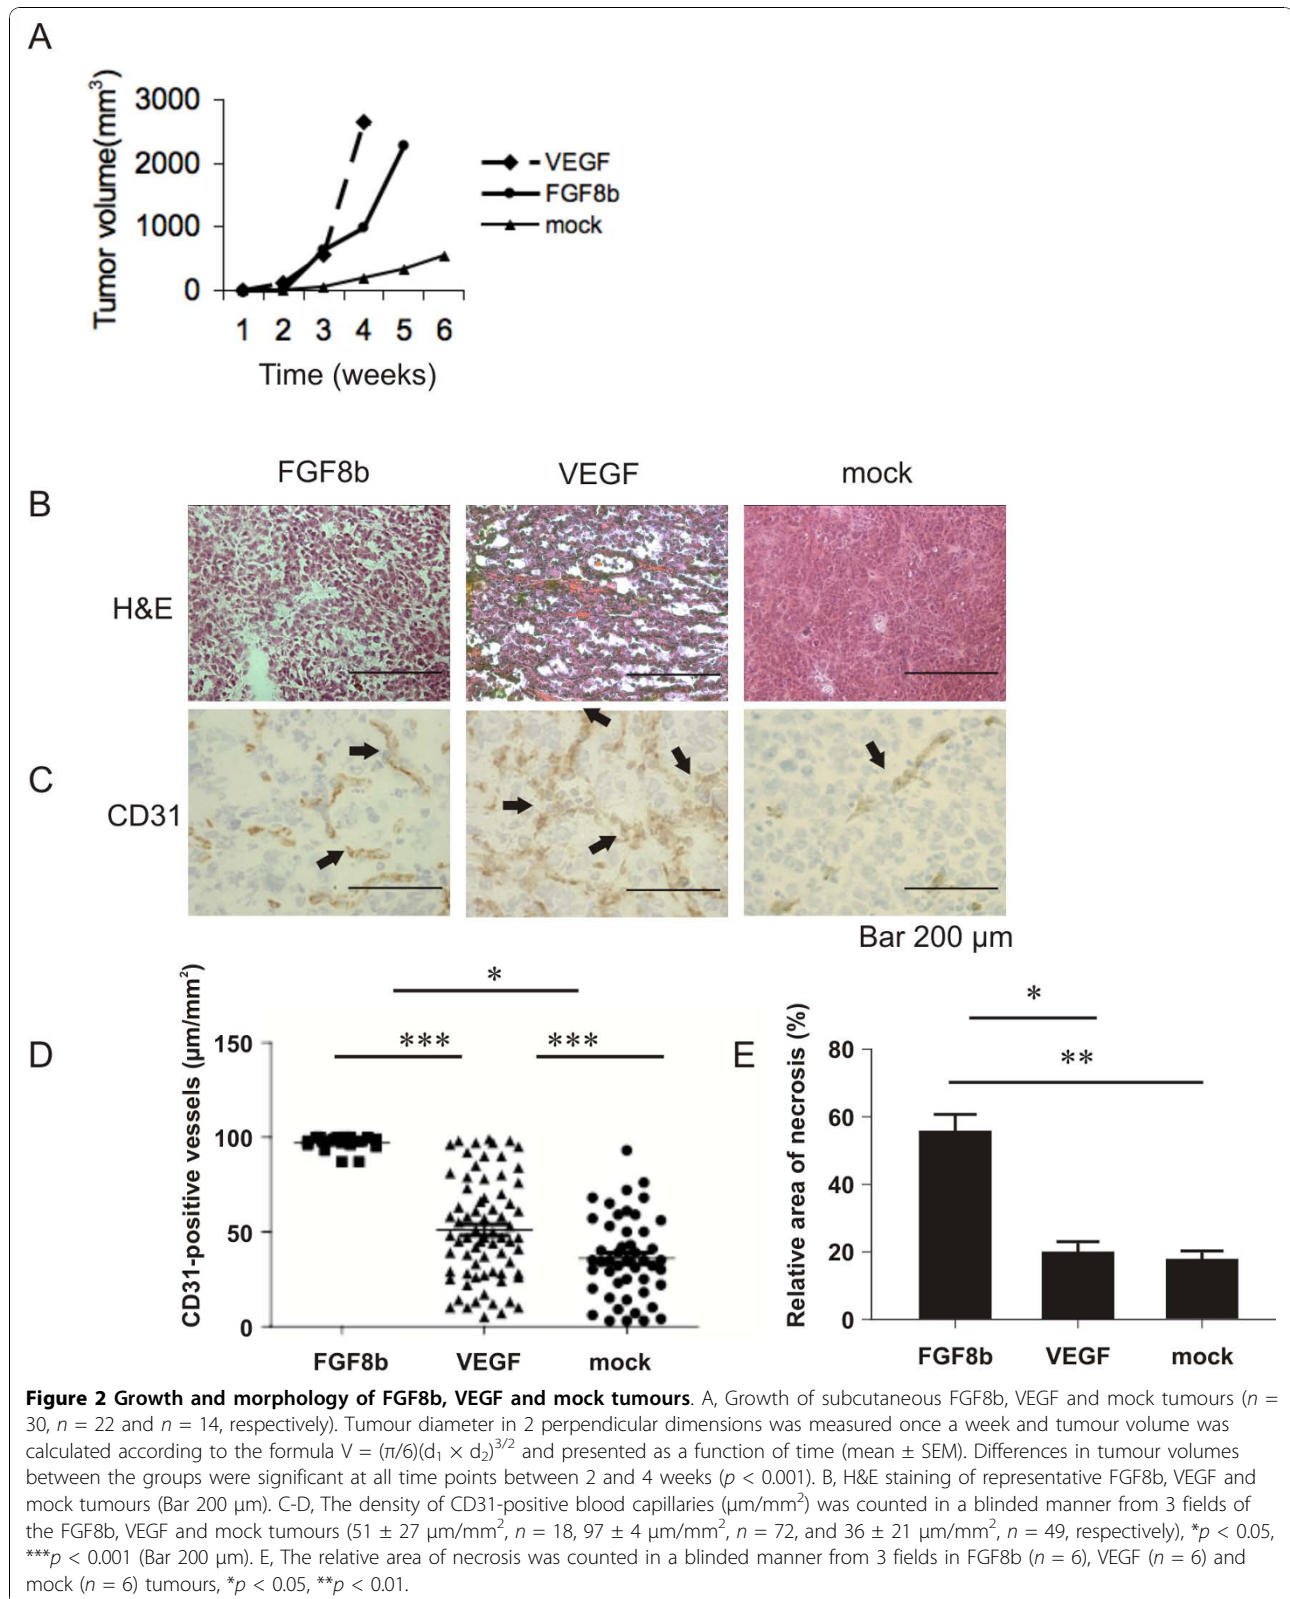 A
Tumor volume(mm³)
3000
2000
1000
0
1 2 3 4 5 6
Time (weeks)
VEGF
FGF8b
mock
FGF8b VEGF mock
B
H&E
C
CD31
Bar 200 µm
D
CD31-positive vessels (µm/mm²)
150
100
50
0
*
*** ***
FGF8b VEGF mock
E
Relative area of necrosis (%)
80
60
40
20
0
*
**
FGF8b VEGF mock
Figure 2 Growth and morphology of FGF8b, VEGF and mock tumours. A, Growth of subcutaneous FGF8b, VEGF and mock tumours (n =
30, n = 22 and n = 14, respectively). Tumour diameter in 2 perpendicular dimensions was measured once a week and tumour volume was
calculated according to the formula V = (π/6)(d₁ × d₂)³/² and presented as a function of time (mean ± SEM). Differences in tumour volumes
between the groups were significant at all time points between 2 and 4 weeks (p < 0.001). B, H&E staining of representative FGF8b, VEGF and
mock tumours (Bar 200 µm). C-D, The density of CD31-positive blood capillaries (µm/mm²) was counted in a blinded manner from 3 fields of
the FGF8b, VEGF and mock tumours (51 ± 27 µm/mm², n = 18, 97 ± 4 µm/mm², n = 72, and 36 ± 21 µm/mm², n = 49, respectively), *p < 0.05,
***p < 0.001 (Bar 200 µm). E, The relative area of necrosis was counted in a blinded manner from 3 fields in FGF8b (n = 6), VEGF (n = 6) and
mock (n = 6) tumours, *p < 0.05, **p < 0.01.